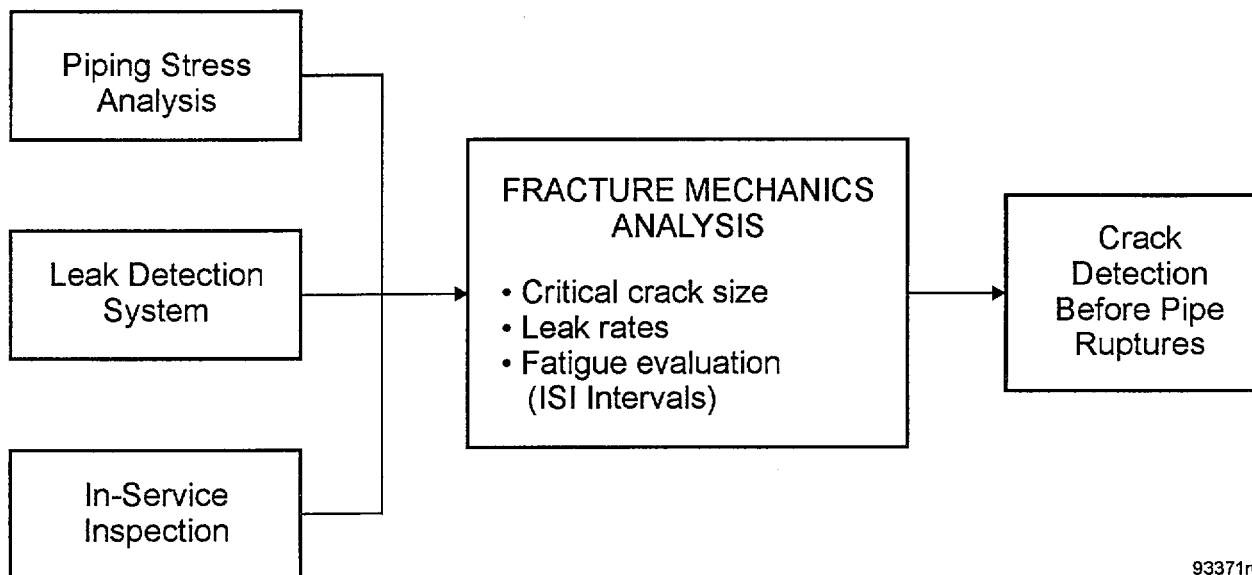 Piping Stress
Analysis
Leak Detection
System
In-Service
Inspection
FRACTURE MECHANICS
ANALYSIS
• Critical crack size
• Leak rates
• Fatigue evaluation
(ISI Intervals)
Crack
Detection
Before Pipe
Ruptures